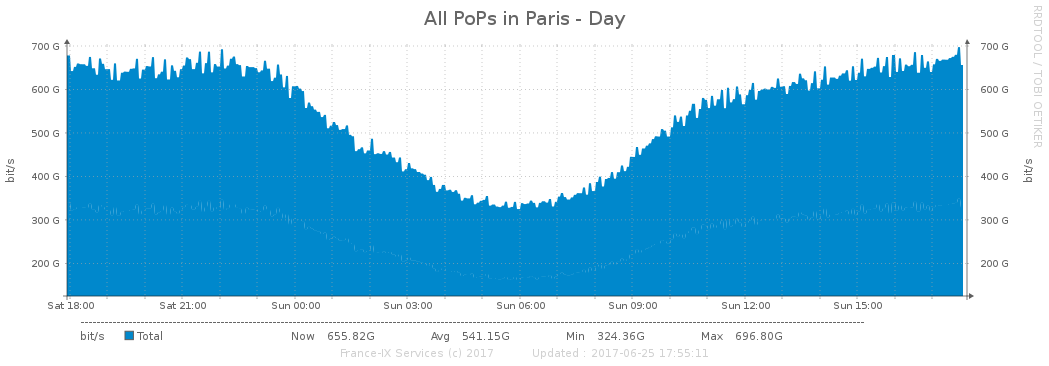 All PoPs in Paris - Day
RRDTOOL / TOBI OETIKER
bit/s
bit/s
700 G 700 G
600 G 600 G
500 G 500 G
400 G 400 G
300 G 300 G
200 G 200 G
Sat 18:00 Sat 21:00 Sun 00:00 Sun 03:00 Sun 06:00 Sun 09:00 Sun 12:00 Sun 15:00
bit/s Total Now 655.82G Avg 541.15G Min 324.36G Max 696.80G
France-IX Services (c) 2017 Updated : 2017-06-25 17:55:11